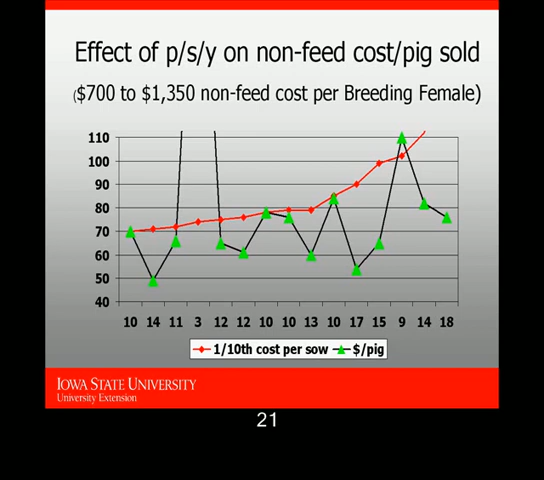 Effect of p/s/y on non-feed cost/pig sold
($700 to $1,350 non-feed cost per Breeding Female)
110
100
90
80
70
60
50
40
10 14 11 3 12 12 10 10 13 10 17 15 9 14 18
1/10th cost per sow $/pig
IOWA STATE UNIVERSITY
University Extension
21